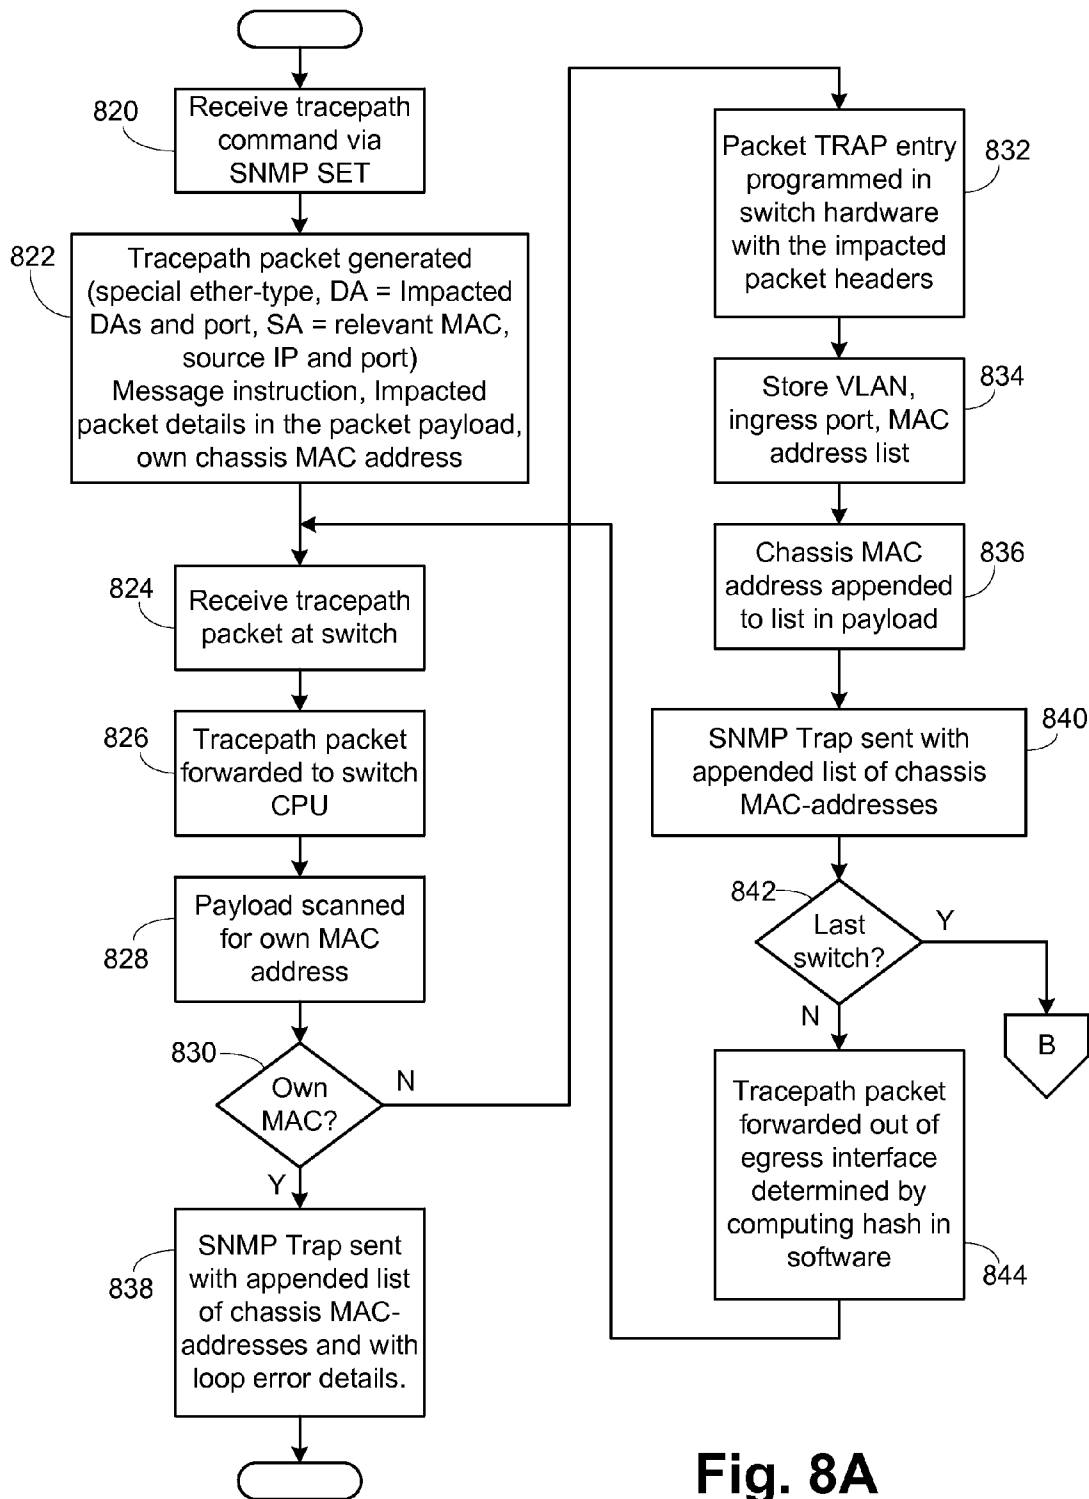 820
Receive tracepath
command via
SNMP SET
822
Tracepath packet generated
(special ether-type, DA = Impacted
DAs and port, SA = relevant MAC,
source IP and port)
Message instruction, Impacted
packet details in the packet payload,
own chassis MAC address
824
Receive tracepath
packet at switch
826
Tracepath packet
forwarded to switch
CPU
828
Payload scanned
for own MAC
address
830
Own
MAC?
N
Y
838
SNMP Trap sent
with appended list
of chassis MAC-
addresses and with
loop error details.
832
Packet TRAP entry
programmed in
switch hardware
with the impacted
packet headers
834
Store VLAN,
ingress port, MAC
address list
836
Chassis MAC
address appended
to list in payload
840
SNMP Trap sent with
appended list of chassis
MAC-addresses
842
Last
switch?
Y
N
B
Tracepath packet
forwarded out of
egress interface
determined by
computing hash in
software
844
Fig. 8A